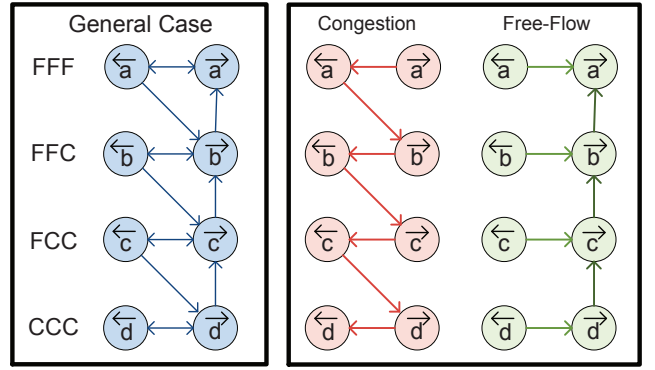 General Case
Congestion
Free-Flow
FFF
←a →a
←a →a
←a →a
FFC
←b →b
←b →b
←b →b
FCC
←c →c
←c →c
←c →c
CCC
←d →d
←d →d
←d →d